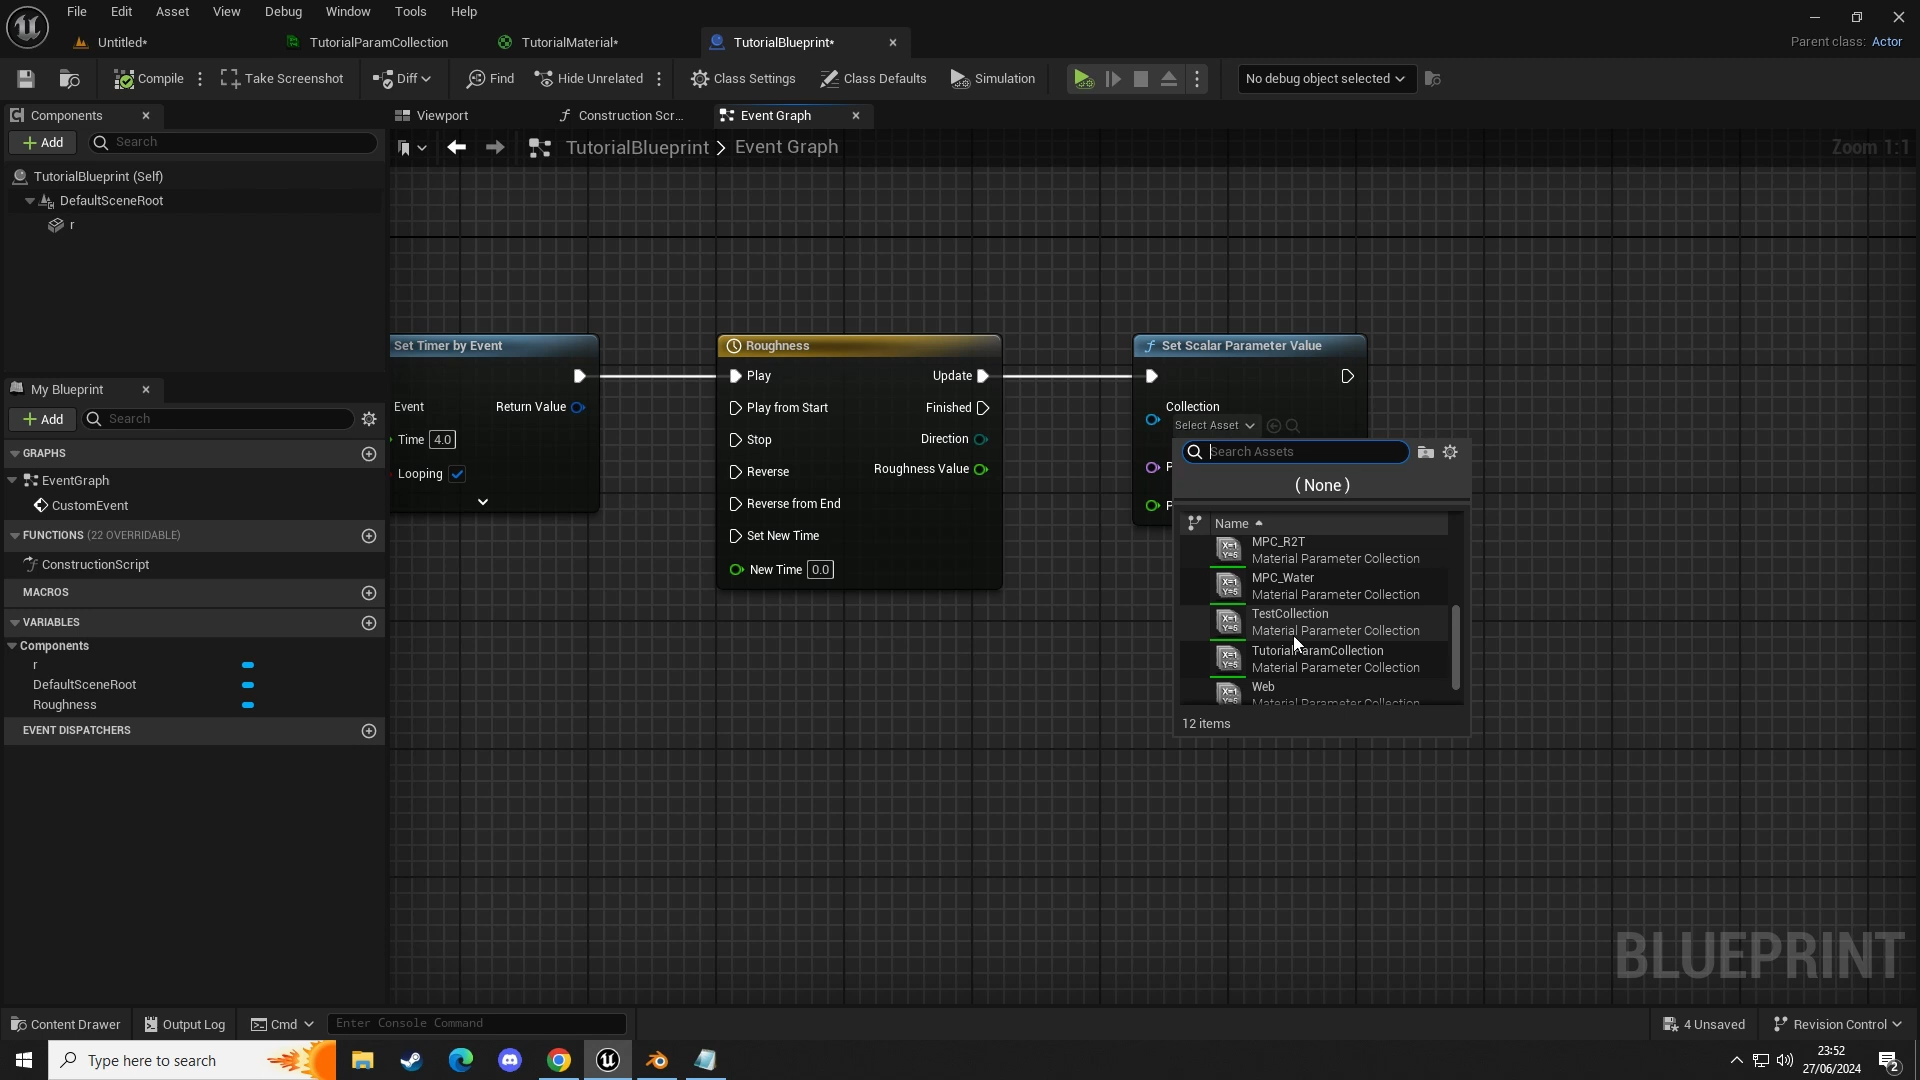 File Edit Asset View Debug Window Tools Help
Untitled* TutorialParamCollection TutorialMaterial* TutorialBlueprint*
Parent class: Actor
Compile Take Screenshot Diff Find Hide Unrelated Class Settings Class Defaults Simulation No debug object selected
Components
Add Search
TutorialBlueprint (Self)
DefaultSceneRoot
r
My Blueprint
Add Search
GRAPHS
EventGraph
CustomEvent
FUNCTIONS (22 OVERRIDABLE)
ConstructionScript
MACROS
VARIABLES
Components
r
DefaultSceneRoot
Roughness
EVENT DISPATCHERS
Viewport Construction Scr... Event Graph
TutorialBlueprint > Event Graph
Zoom 1:1
Set Timer by Event
Event Return Value
Time 4.0
Looping
Roughness
Play Update
Play from Start Finished
Stop Direction
Reverse Roughness Value
Reverse from End
Set New Time
New Time 0.0
Set Scalar Parameter Value
Collection
Select Asset
P
P
Search Assets
( None )
Name
MPC_R2T
Material Parameter Collection
MPC_Water
Material Parameter Collection
TestCollection
Material Parameter Collection
TutorialParamCollection
Material Parameter Collection
Web
Material Parameter Collection
12 items
BLUEPRINT
Content Drawer Output Log Cmd Enter Console Command 4 Unsaved Revision Control
Type here to search
23:52
27/06/2024
2